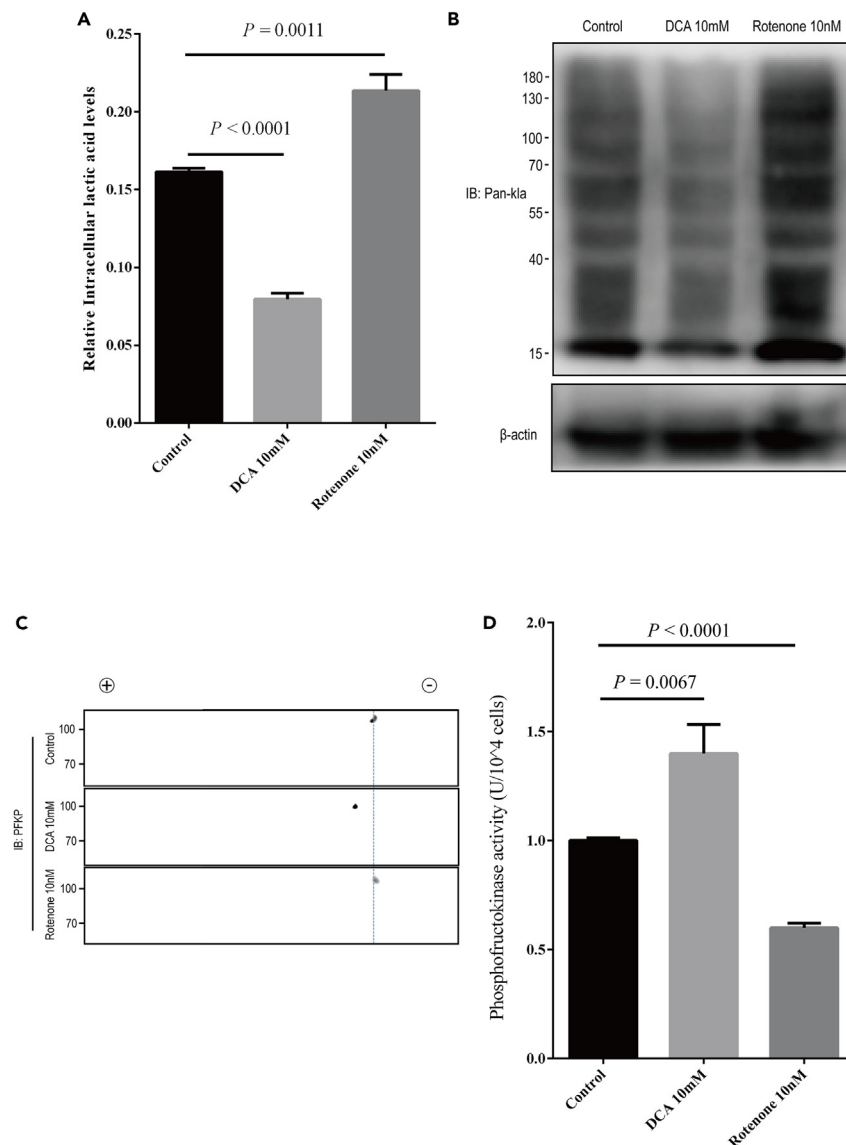 A
Relative Intracellular lactic acid levels
0.25
0.20
0.15
0.10
0.05
0.00
P = 0.0011
P < 0.0001
Control
DCA 10mM
Rotenone 10nM
B
Control DCA 10mM Rotenone 10nM
IB: Pan-kla
180
130
100
70
55
40
15
β-actin
C
+ -
IB: PFKP
Control
100
70
DCA 10mM
100
70
Rotenone 10nM
100
70
D
Phosphofructokinase activity (U/10^4 cells)
2.0
1.5
1.0
0.5
0.0
P < 0.0001
P = 0.0067
Control
DCA 10mM
Rotenone 10nM